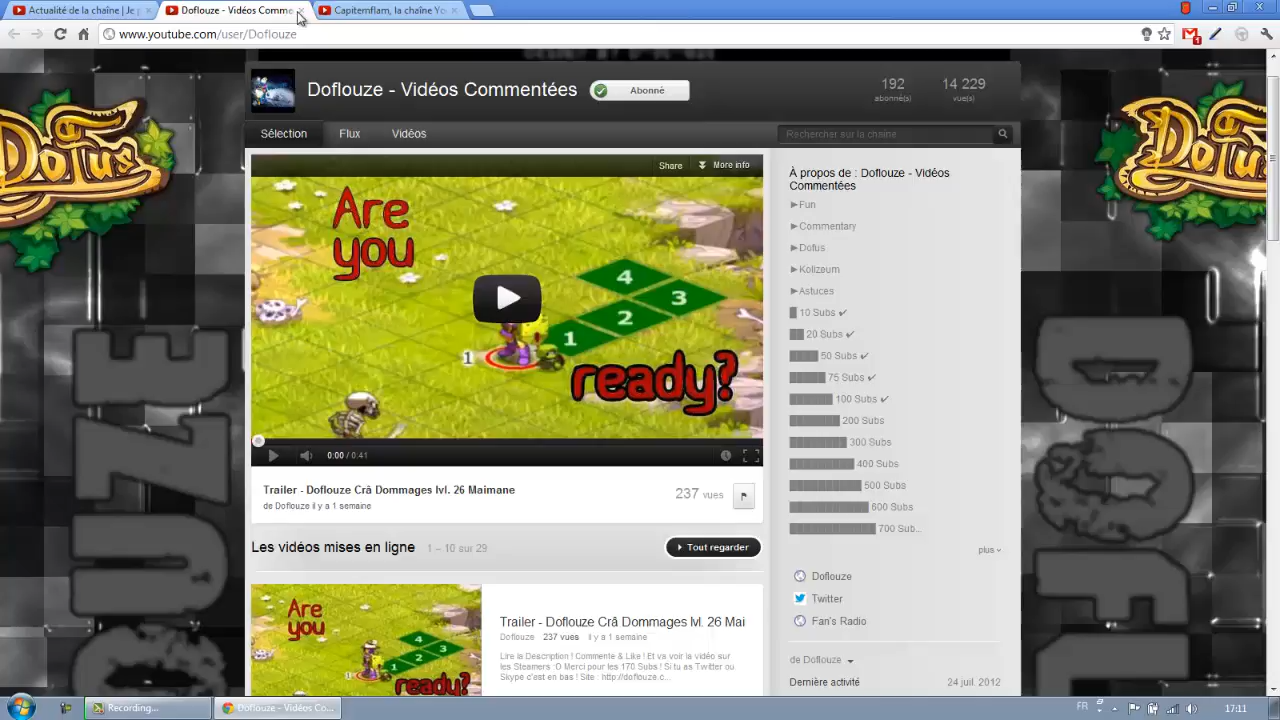 Actualité de la chaîne | Je
Doflouze - Vidéos Comme
Capitemflam, la chaîne Yo
www.youtube.com/user/Doflouze
1
Dofus
Dofus
Doflouze - Vidéos Commentées
Abonné
192
abonné(s)
14 229
vue(s)
Sélection
Flux
Vidéos
Rechercher sur la chaîne
Share
More info
Are
you
ready?
4
3
2
1
1
0:00 / 0:41
Trailer - Doflouze Crâ Dommages lvl. 26 Maimane
de Doflouze il y a 1 semaine
237 vues
Les vidéos mises en ligne
1 – 10 sur 29
Tout regarder
Are
you
4
3
2
1
1
ready?
Trailer - Doflouze Crâ Dommages lvl. 26 Mai
Doflouze 237 vues il y a 1 semaine
Lire la Description ! Commente & Like ! Et va voir la vidéo sur
les Steamers :O Merci pour les 170 Subs ! Si tu as Twitter ou
Skype c'est en bas ! Site : http://doflouze.c...
À propos de : Doflouze - Vidéos
Commentées
►Fun
►Commentary
►Dofus
►Kolizeum
►Astuces
█ 10 Subs ✔
██ 20 Subs ✔
████ 50 Subs ✔
█████ 75 Subs ✔
██████ 100 Subs ✔
███████ 200 Subs
████████ 300 Subs
█████████ 400 Subs
██████████ 500 Subs
███████████ 600 Subs
████████████ 700 Sub...
plus
Doflouze
Twitter
Fan's Radio
de Doflouze
Dernière activité
24 juil. 2012
Recording...
Doflouze - Vidéos Co...
FR
17:11